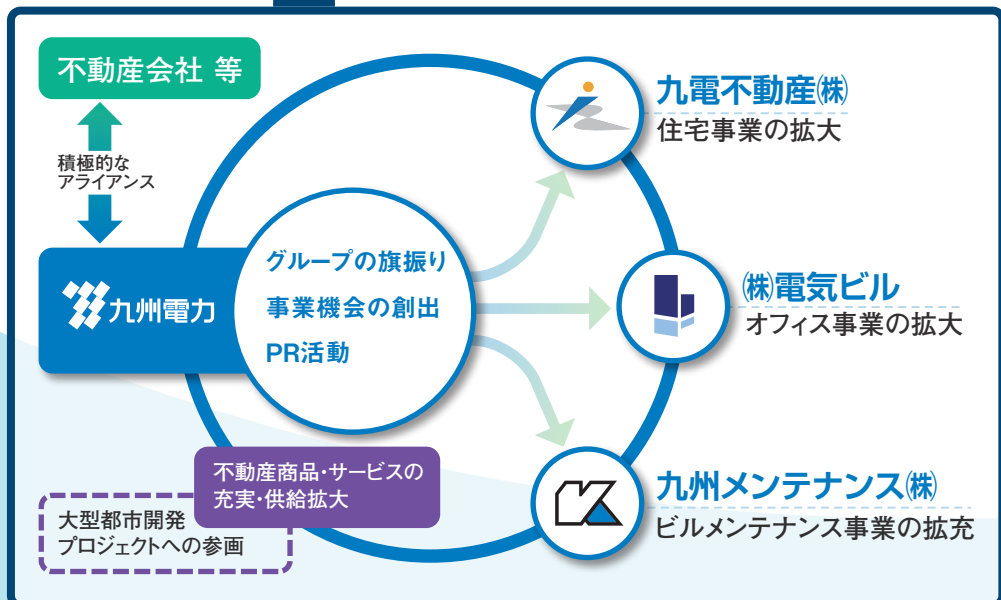 不動産会社 等
積極的な
アライアンス
九州電力
グループの旗振り
事業機会の創出
PR活動
九電不動産㈱
住宅事業の拡大
㈱電気ビル
オフィス事業の拡大
九州メンテナンス㈱
ビルメンテナンス事業の拡充
不動産商品・サービスの
充実・供給拡大
大型都市開発
プロジェクトへの参画